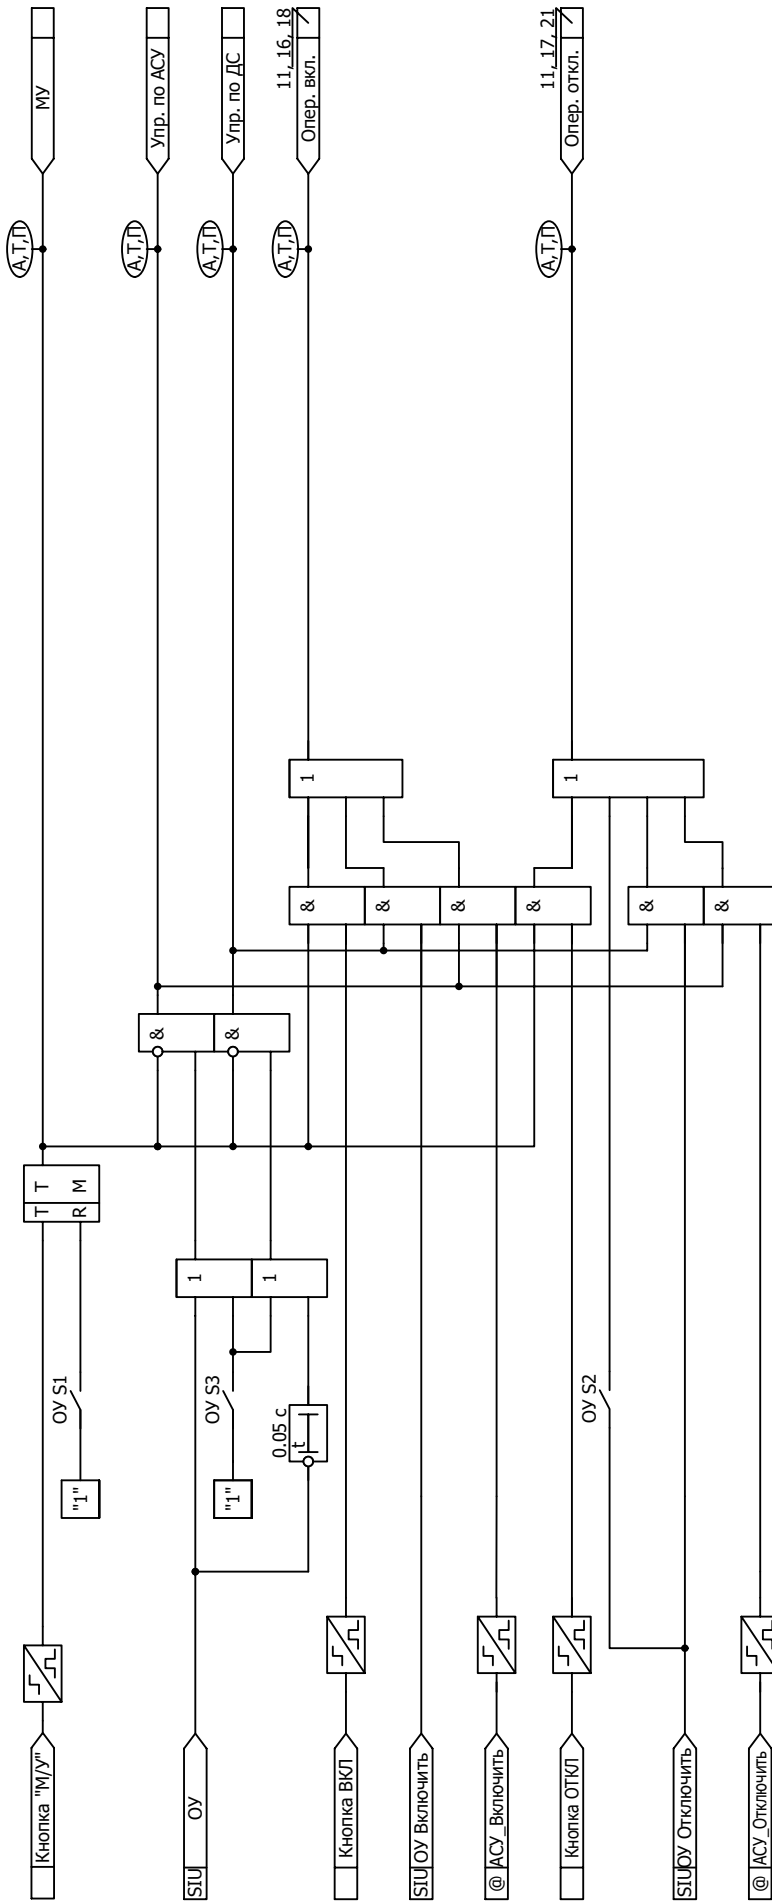 МУ
Упр. по АСУ
Упр. по ДС
11, 16, 18
Опер. вкл.
11, 17, 21
Опер. откл.
А,Т,П
А,Т,П
А,Т,П
А,Т,П
А,Т,П
1
1
&
&
&
&
&
&
&
&
T T
R M
1
1
ОУ S1
ОУ S3
ОУ S2
0.05 с
t
"1"
"1"
Кнопка "М/У"
SIU ОУ
Кнопка ВКЛ
SIU ОУ Включить
@ АСУ_Включить
Кнопка ОТКЛ
SIU ОУ Отключить
@ АСУ_Отключить